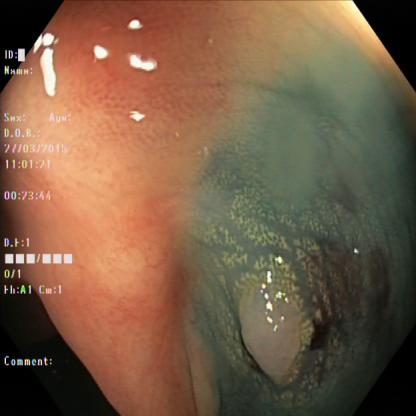 ID:
Name:
Sex: Age:
D.O.B.:
27/03/2015
11:01:21
00:23:44
D.F:1
■■■/■■■
0/1
Eh:A1 Cm:1
Comment: